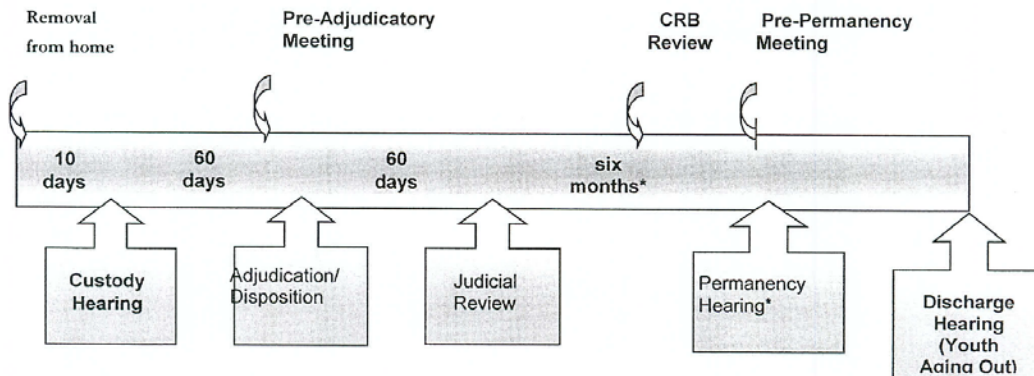 Removal
from home
Pre-Adjudicatory
Meeting
CRB
Review
Pre-Permanency
Meeting
10
days
60
days
60
days
six
months*
Custody
Hearing
Adjudication/
Disposition
Judicial
Review
Permanency
Hearing*
Discharge
Hearing
(Youth
Aging Out)